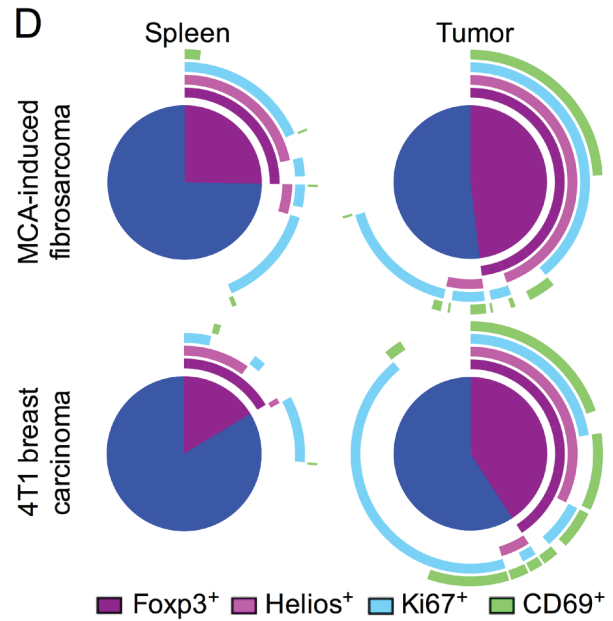 D
Spleen
Tumor
MCA-induced
fibrosarcoma
4T1 breast
carcinoma
Foxp3⁺ Helios⁺ Ki67⁺ CD69⁺